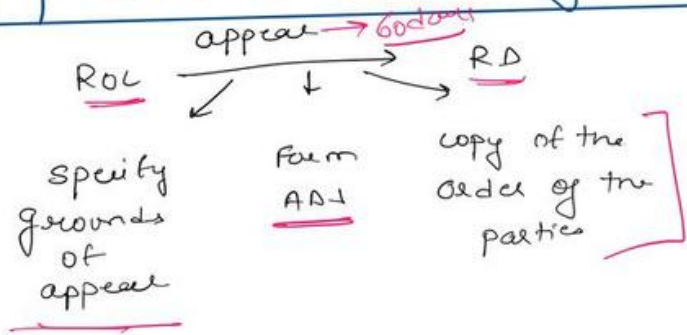 appeal → 60days
ROC
RD
specify
grounds
of
appeal
Form
ADJ
copy of the
order of the
parties